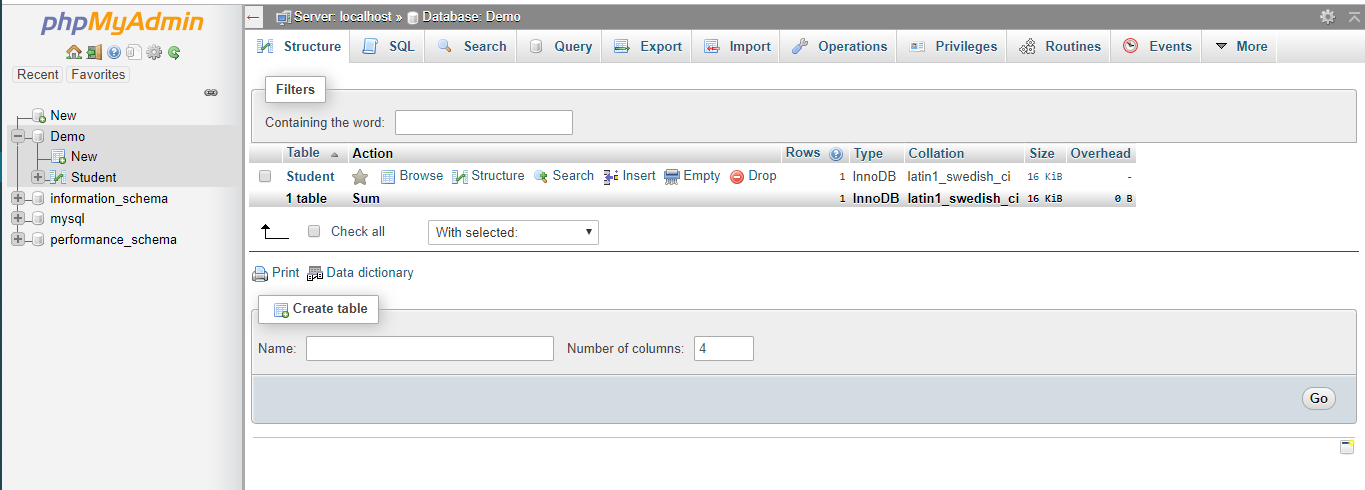 phpMyAdmin
Recent Favorites
New
Demo
New
Student
information_schema
mysql
performance_schema
Server: localhost » Database: Demo
Structure SQL Search Query Export Import Operations Privileges Routines Events More
Filters
Containing the word:
Table Action Rows Type Collation Size Overhead
Student Browse Structure Search Insert Empty Drop 1 InnoDB latin1_swedish_ci 16 KiB -
1 table Sum 1 InnoDB latin1_swedish_ci 16 KiB 0 B
Check all With selected:
Print Data dictionary
Create table
Name: Number of columns: 4
Go